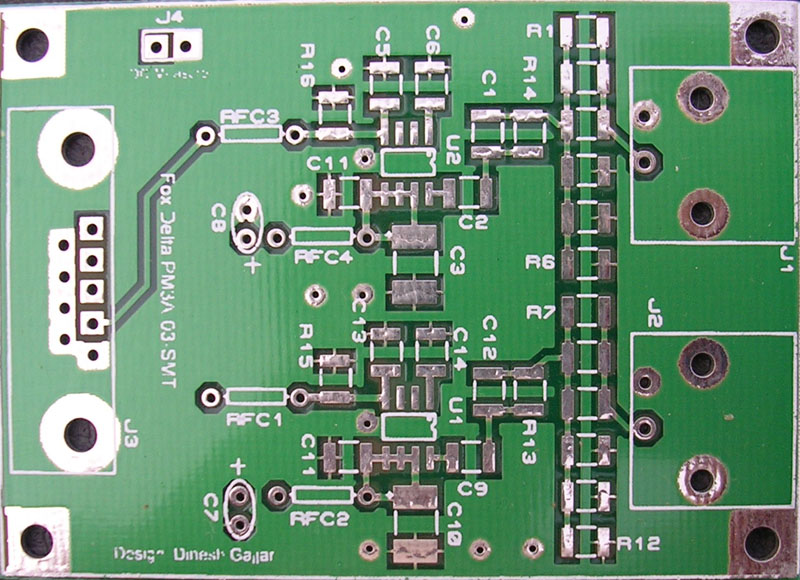 J4
R1
R16
C5
C6
C1
R14
RFC3
U2
C11
C2
C8
+
RFC4
C3
R6
J1
Fox Delta PM3A 03-SMT
R7
J2
C13
C14
C12
R15
RFC1
U1
R13
J3
C11
C9
+
C7
RFC2
C10
R12
Design Dinesh Gajjar